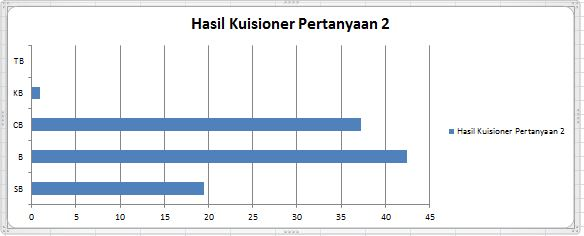 Hasil Kuisioner Pertanyaan 2
TB
KB
CB
B
SB
0 5 10 15 20 25 30 35 40 45
Hasil Kuisioner Pertanyaan 2